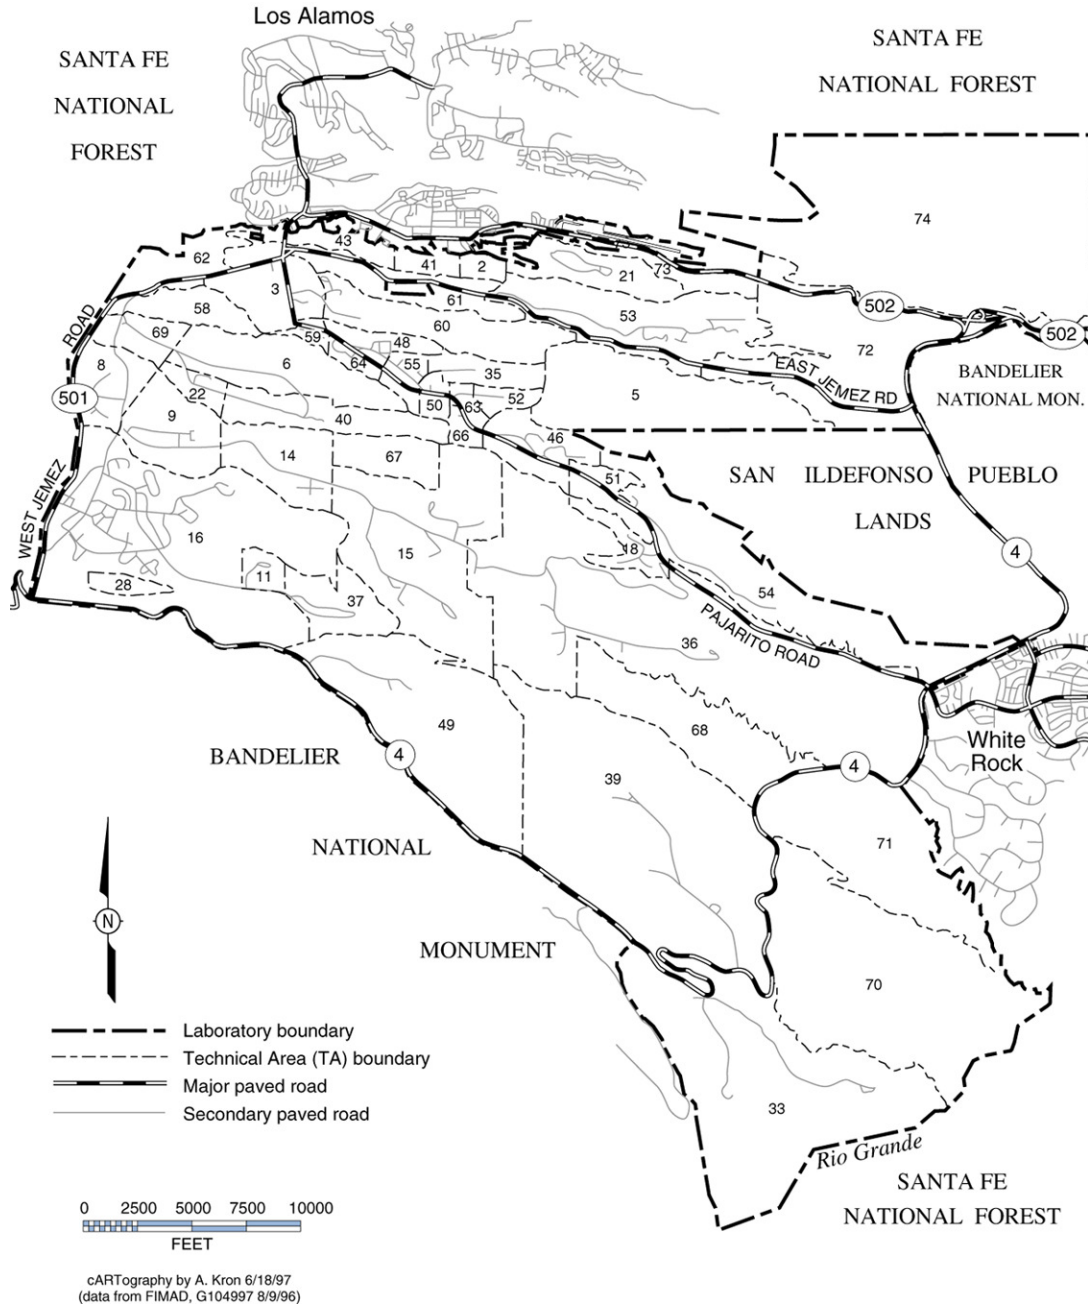 Los Alamos
SANTA FE
NATIONAL
FOREST
SANTA FE
NATIONAL FOREST
74
43
62
41
2
21
73
3
61
58
53
502
502
60
59
48
69
72
ROAD
8
6
64
55
35
EAST JEMEZ RD
BANDELIER
NATIONAL MON.
501
22
5
9
50
63
52
40
66
46
14
67
51
SAN ILDEFONSO PUEBLO
LANDS
WEST JEMEZ
16
15
18
4
28
11
37
54
36
PAJARITO ROAD
49
68
White
Rock
BANDELIER
4
39
4
71
NATIONAL
N
MONUMENT
70
Laboratory boundary
Technical Area (TA) boundary
Major paved road
Secondary paved road
33
Rio Grande
SANTA FE
NATIONAL FOREST
0 2500 5000 7500 10000
FEET
cARTography by A. Kron 6/18/97
(data from FIMAD, G104997 8/9/96)